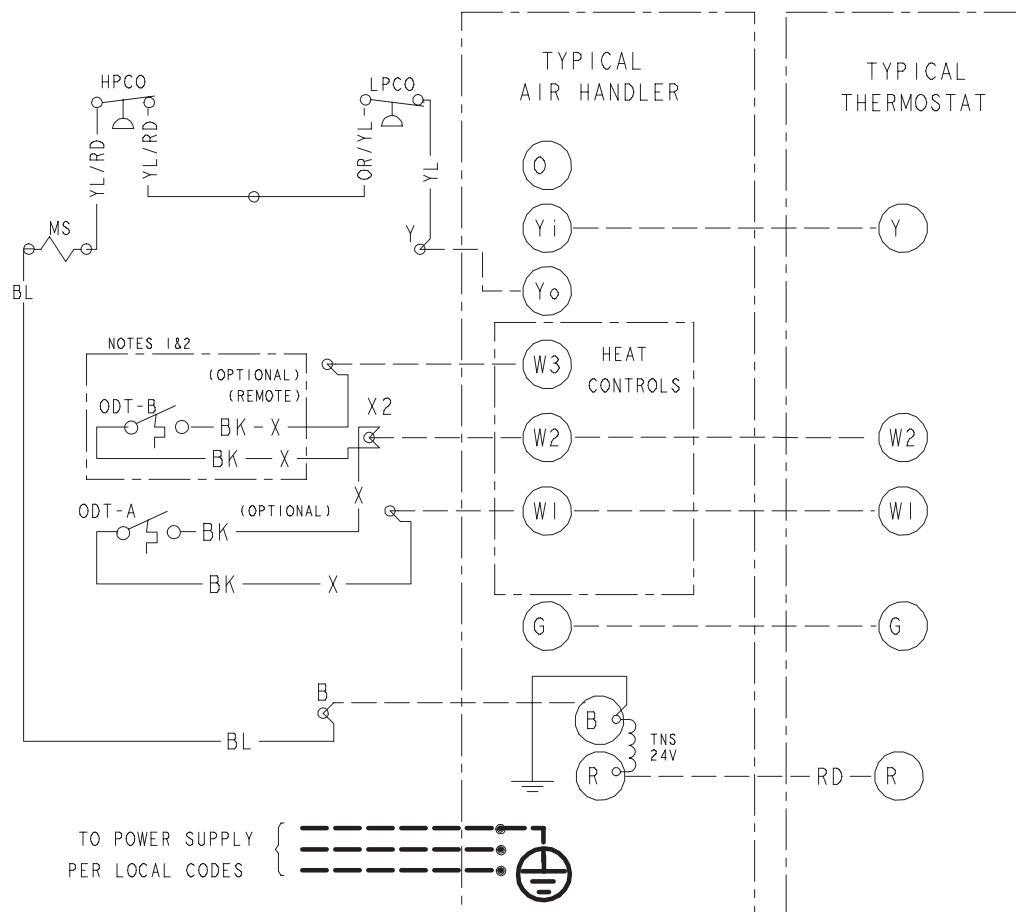 TYPICAL
AIR HANDLER
TYPICAL
THERMOSTAT
HPCO
LPCO
YL/RD
YL/RD
OR/YL
YL
O
MS
Y
Yi
Y
BL
Yo
NOTES 1&2
(OPTIONAL)
(REMOTE)
W3
HEAT
CONTROLS
ODT-B
X2
BK-X
W2
W2
BK
X
X
ODT-A
(OPTIONAL)
W1
W1
BK
BK
X
G
G
B
B
BL
TNS
24V
R
RD
R
TO POWER SUPPLY
PER LOCAL CODES